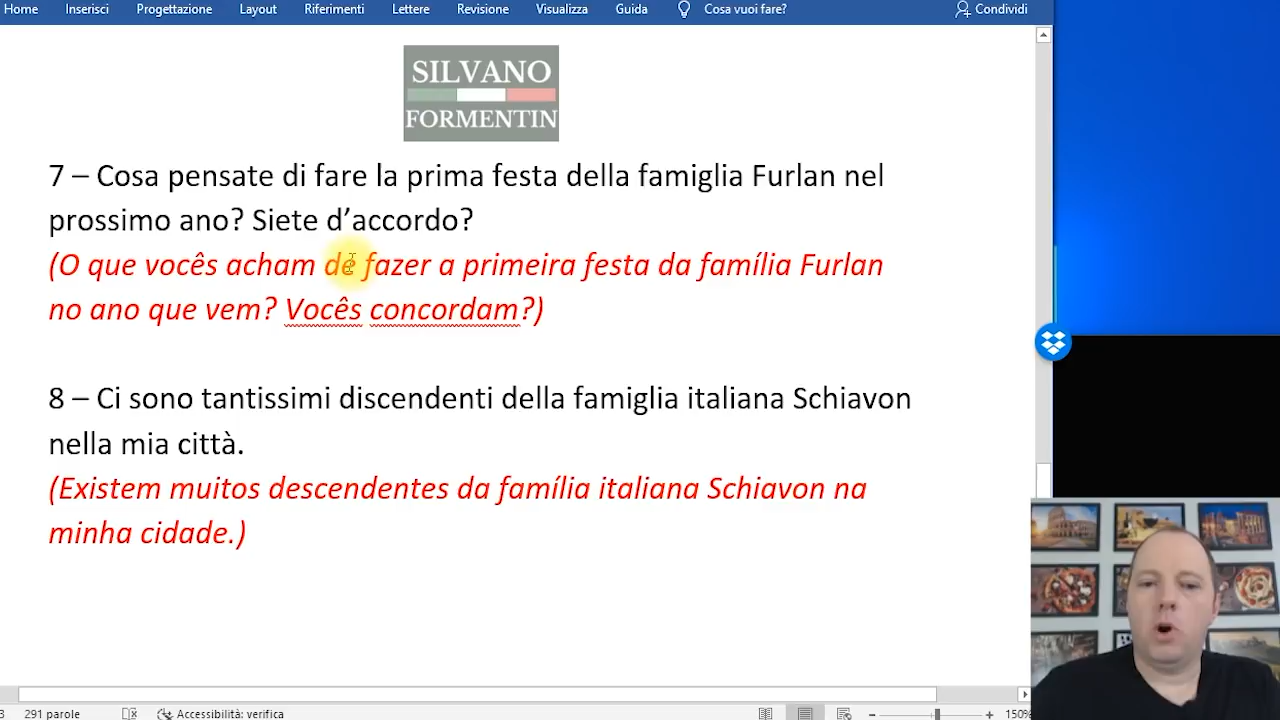 Home Inserisci Progettazione Layout Riferimenti Lettere Revisione Visualizza Guida Cosa vuoi fare? Condividi
SILVANO
FORMENTIN
7 – Cosa pensate di fare la prima festa della famiglia Furlan nel
prossimo ano? Siete d’accordo?
(O que vocês acham de fazer a primeira festa da família Furlan
no ano que vem? Vocês concordam?)
8 – Ci sono tantissimi discendenti della famiglia italiana Schiavon
nella mia città.
(Existem muitos descendentes da família italiana Schiavon na
minha cidade.)
3 291 parole Accessibilità: verifica 150%